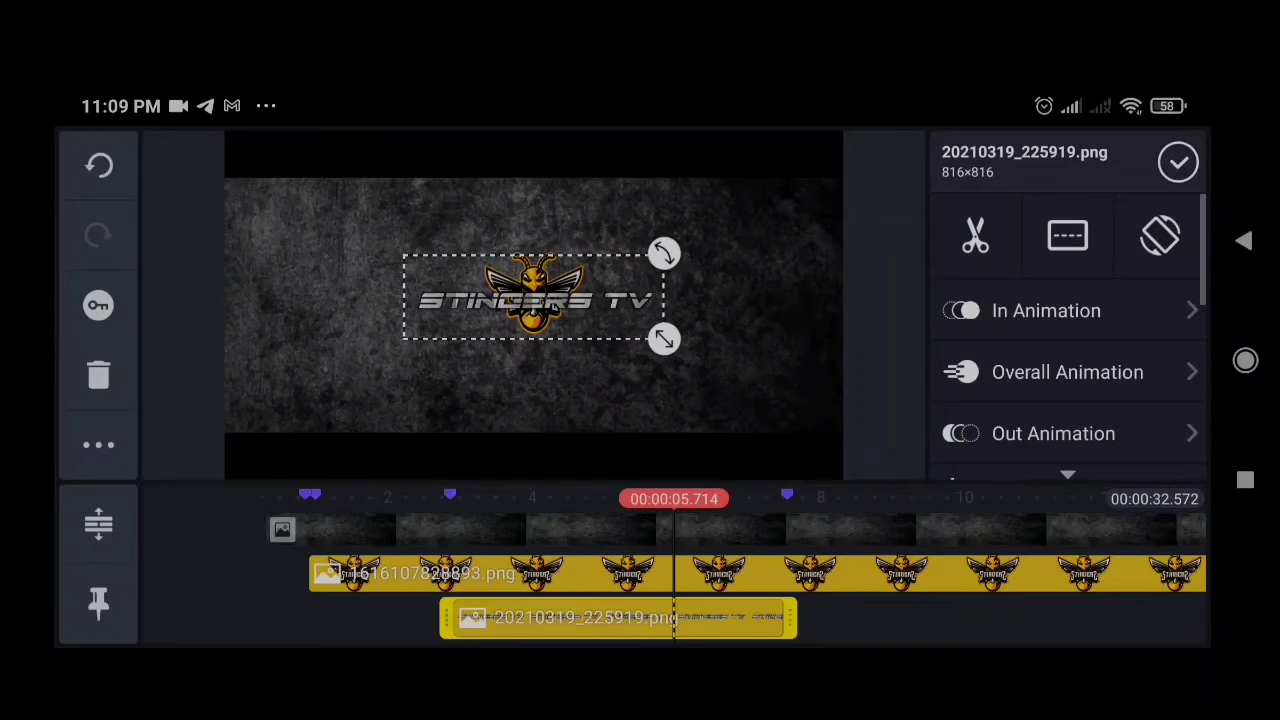 11:09 PM
58
20210319_225919.png
816×816
STINGERS TV
In Animation
Overall Animation
Out Animation
2
4
00:00:05.714
8
10
00:00:32.572
1616107828893.png
20210319_225919.png